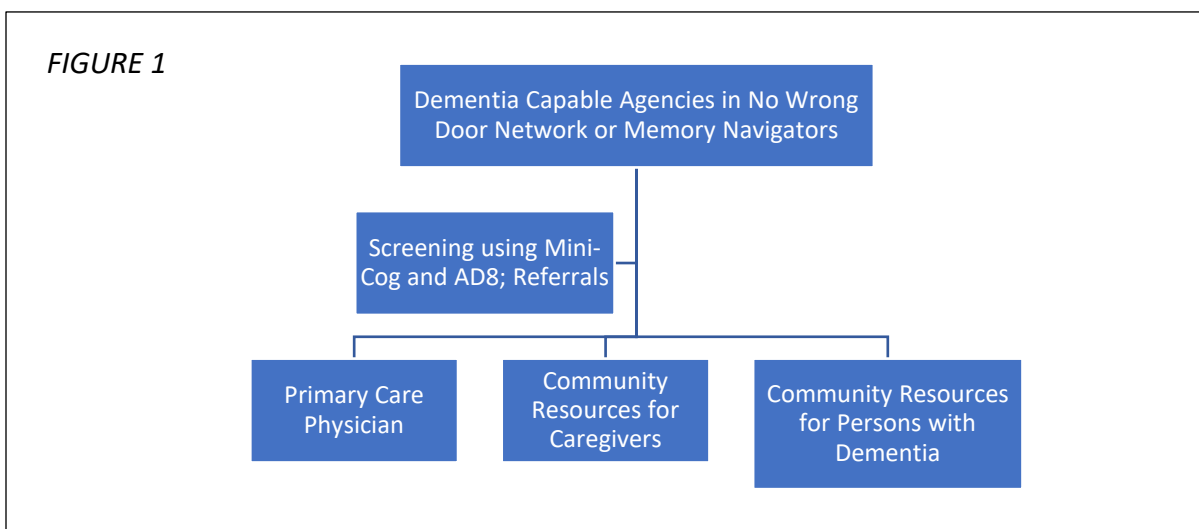 FIGURE 1
Dementia Capable Agencies in No Wrong
Door Network or Memory Navigators
Screening using Mini-
Cog and AD8; Referrals
Primary Care
Physician
Community
Resources for
Caregivers
Community Resources
for Persons with
Dementia